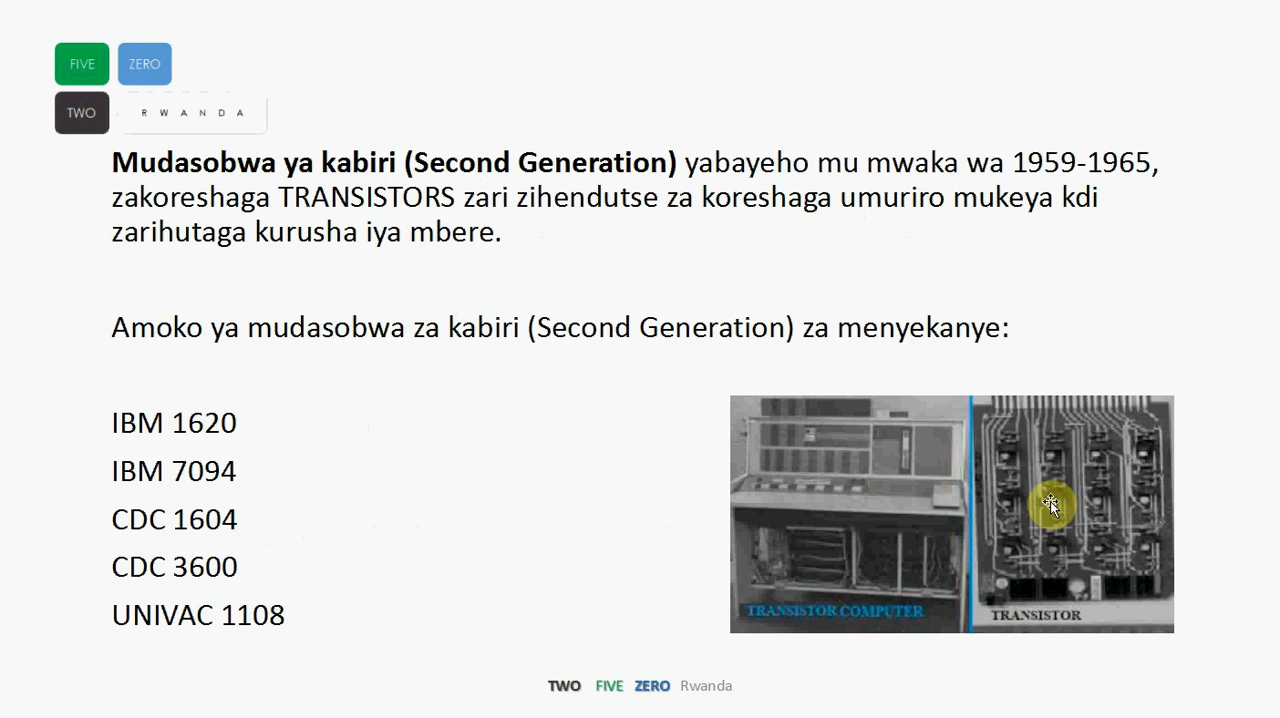 FIVE ZERO
TWO R W A N D A
Mudasobwa ya kabiri (Second Generation) yabayeho mu mwaka wa 1959-1965,
zakoreshaga TRANSISTORS zari zihendutse za koreshaga umuriro mukeya kdi
zarihutaga kurusha iya mbere.
Amoko ya mudasobwa za kabiri (Second Generation) za menyekanye:
IBM 1620
IBM 7094
CDC 1604
CDC 3600
UNIVAC 1108
TRANSISTOR COMPUTER
TRANSISTOR
TWO FIVE ZERO Rwanda